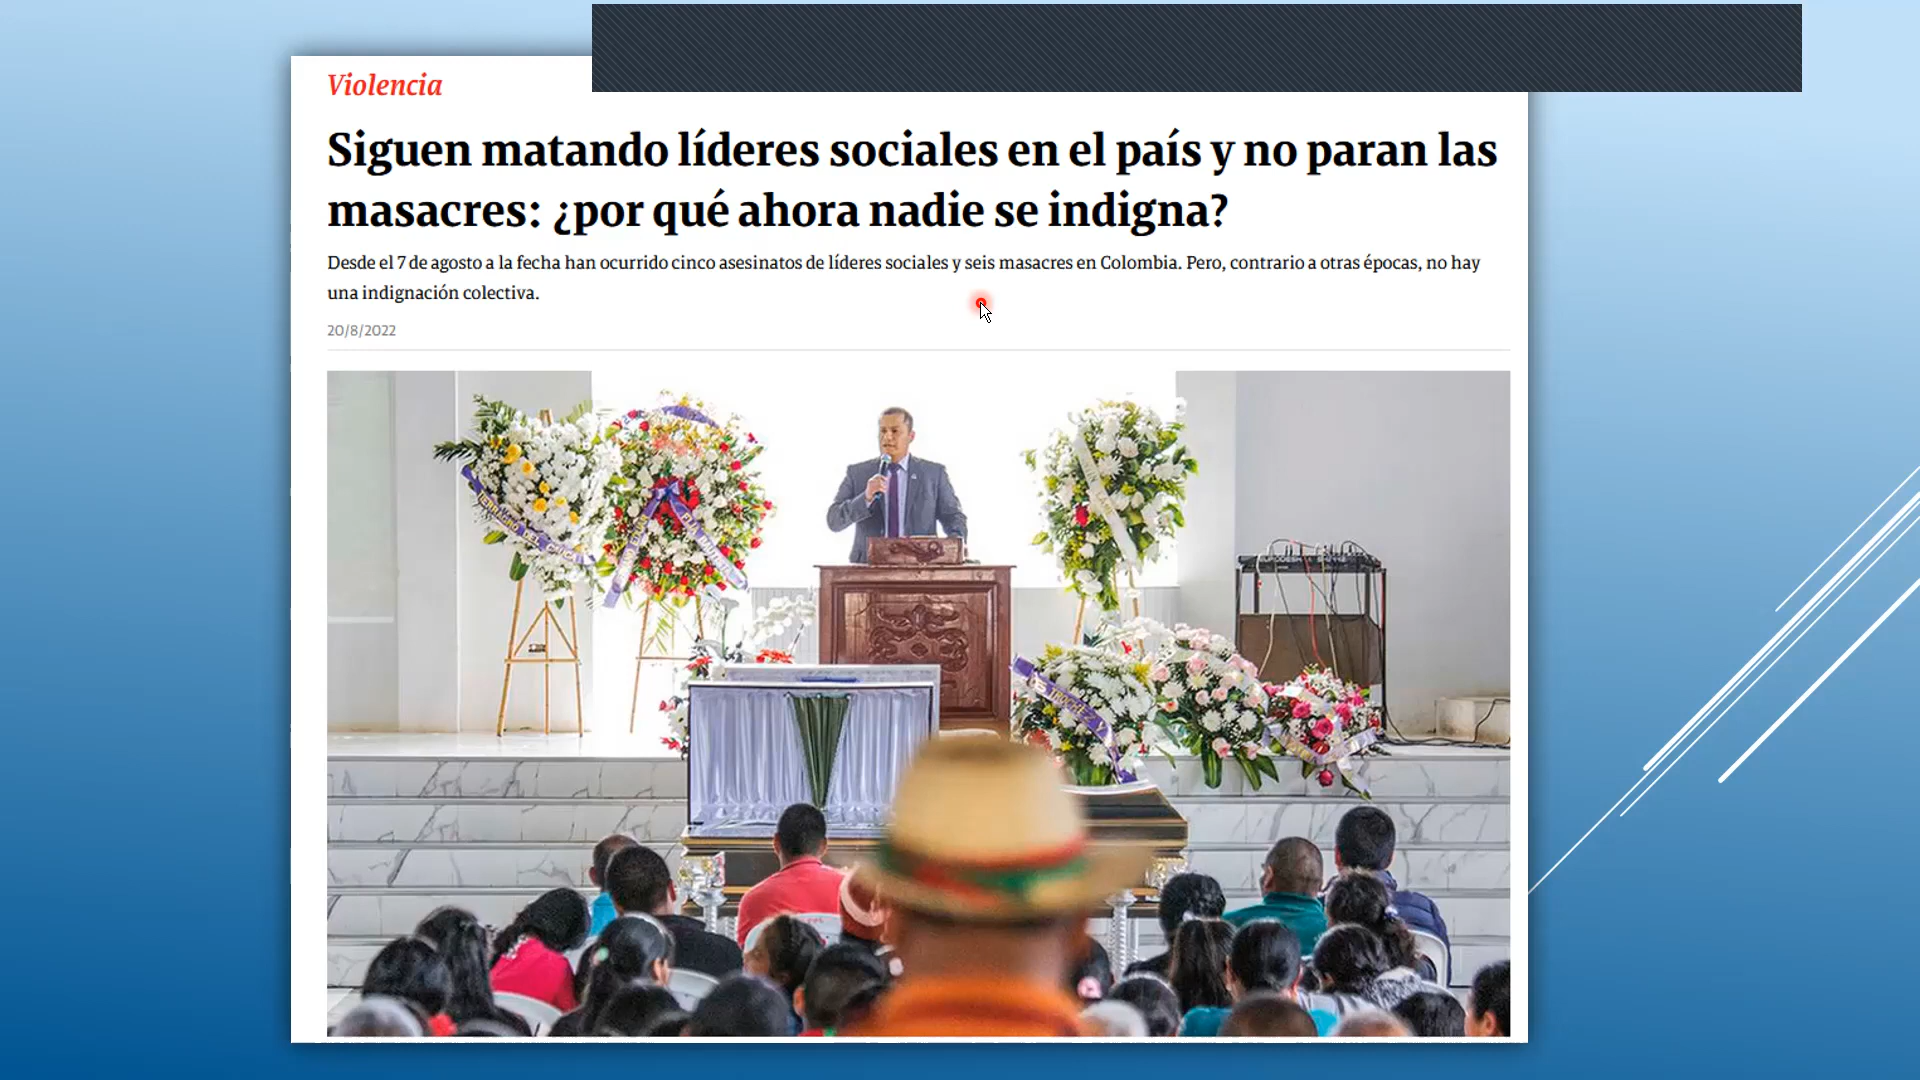 Violencia
Siguen matando líderes sociales en el país y no paran las
masacres: ¿por qué ahora nadie se indigna?
Desde el 7 de agosto a la fecha han ocurrido cinco asesinatos de líderes sociales y seis masacres en Colombia. Pero, contrario a otras épocas, no hay
una indignación colectiva.
20/8/2022